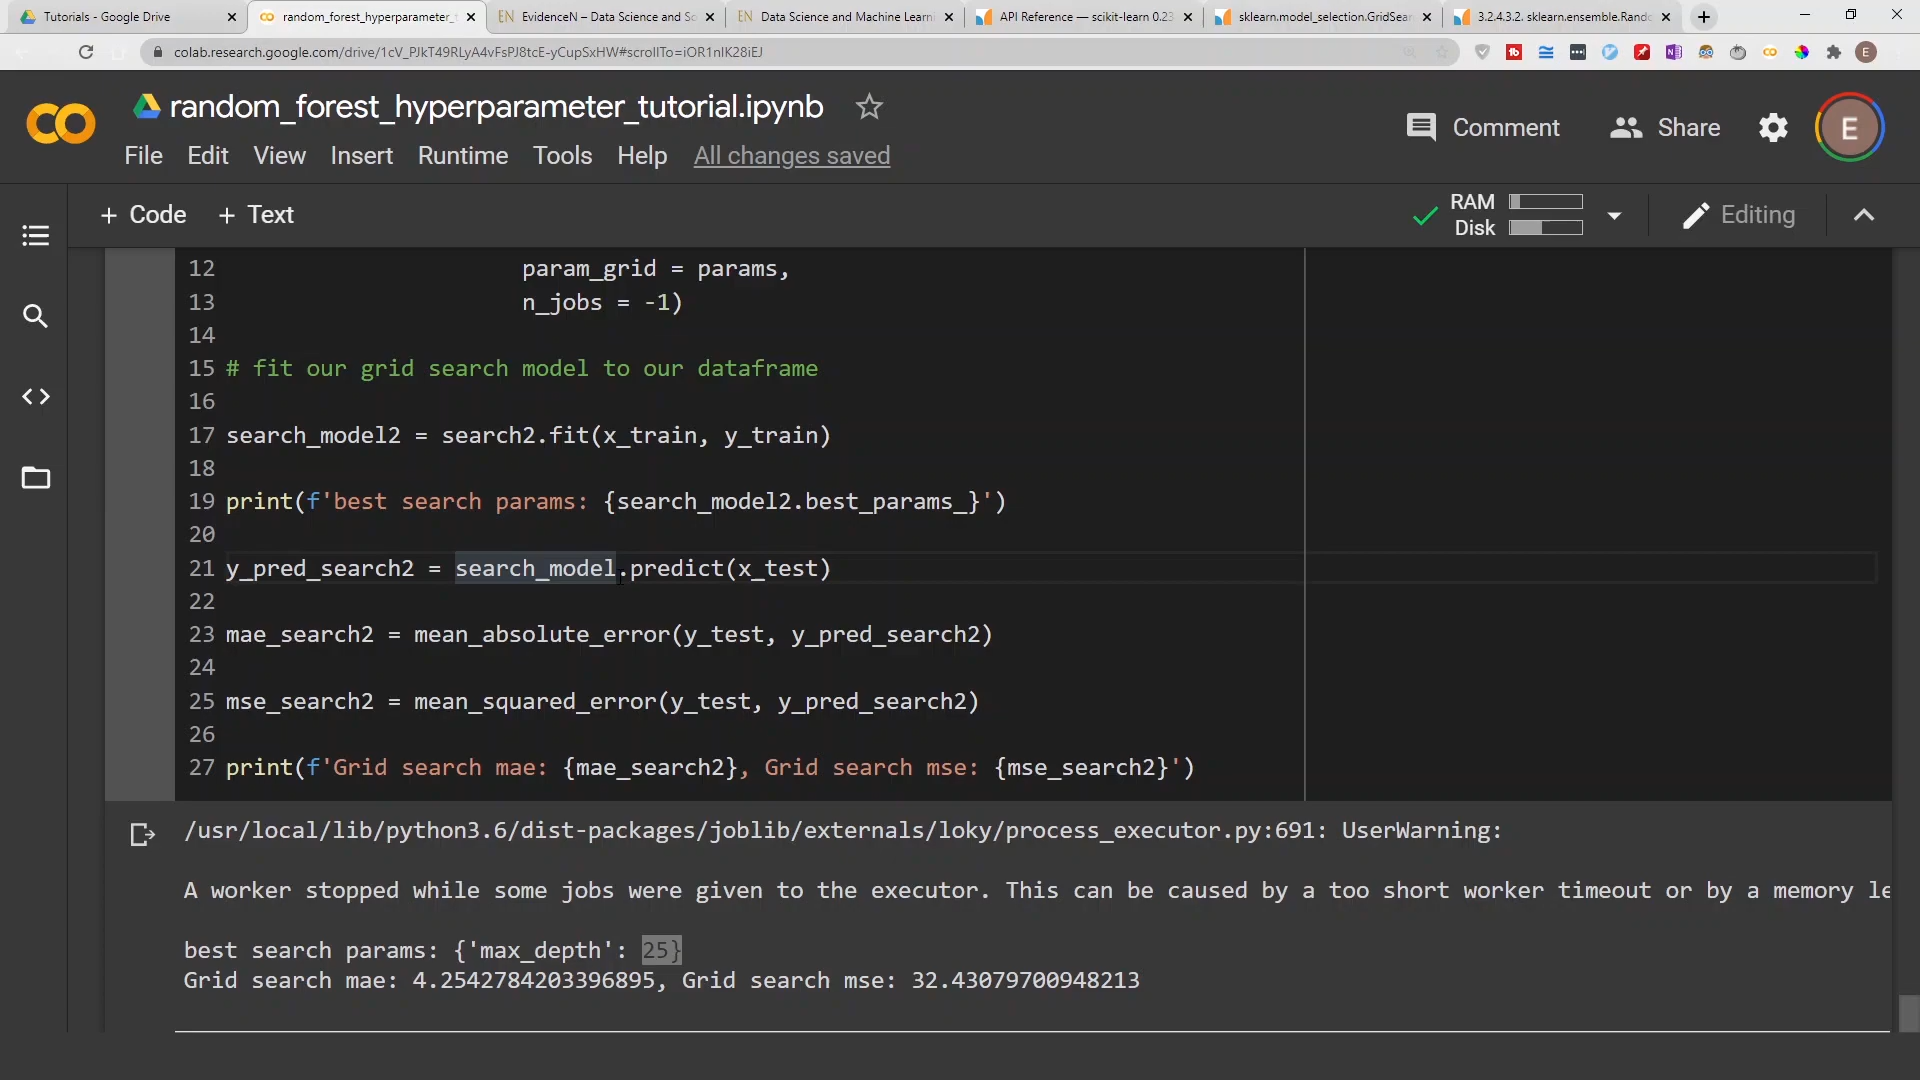 Tutorials - Google Drive
random_forest_hyperparameter_t
EvidenceN – Data Science and So
Data Science and Machine Learni
API Reference — scikit-learn 0.23
sklearn.model_selection.GridSear
3.2.4.3.2. sklearn.ensemble.Rando
colab.research.google.com/drive/1cV_PJkT49RLyA4vFsPJ8tcE-yCupSxHW#scrollTo=iOR1nIK28iEJ
random_forest_hyperparameter_tutorial.ipynb
Comment
Share
E
File Edit View Insert Runtime Tools Help All changes saved
+ Code + Text
RAM
Disk
Editing
12 param_grid = params,
13 n_jobs = -1)
14
15 # fit our grid search model to our dataframe
16
17 search_model2 = search2.fit(x_train, y_train)
18
19 print(f'best search params: {search_model2.best_params_}')
20
21 y_pred_search2 = search_model.predict(x_test)
22
23 mae_search2 = mean_absolute_error(y_test, y_pred_search2)
24
25 mse_search2 = mean_squared_error(y_test, y_pred_search2)
26
27 print(f'Grid search mae: {mae_search2}, Grid search mse: {mse_search2}')
/usr/local/lib/python3.6/dist-packages/joblib/externals/loky/process_executor.py:691: UserWarning:
A worker stopped while some jobs were given to the executor. This can be caused by a too short worker timeout or by a memory le
best search params: {'max_depth': 25}
Grid search mae: 4.2542784203396895, Grid search mse: 32.43079700948213